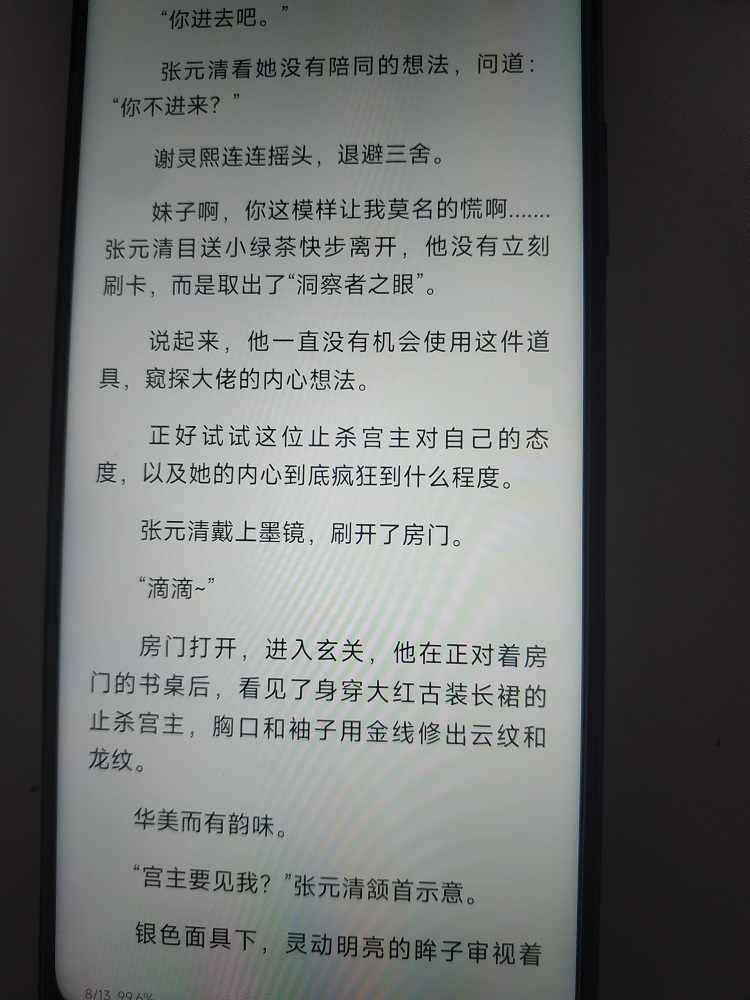 “你进去吧。”
张元清看她没有陪同的想法，问道：
“你不进来？”
谢灵熙连连摇头，退避三舍。
妹子啊，你这模样让我莫名的慌啊.......
张元清目送小绿茶快步离开，他没有立刻
刷卡，而是取出了“洞察者之眼”。
说起来，他一直没有机会使用这件道
具，窥探大佬的内心想法。
正好试试这位止杀宫主对自己的态
度，以及她的内心到底疯狂到什么程度。
张元清戴上墨镜，刷开了房门。
“滴滴~”
房门打开，进入玄关，他在正对着房
门的书桌后，看见了身穿大红古装长裙的
止杀宫主，胸口和袖子用金线修出云纹和
龙纹。
华美而有韵味。
“宫主要见我？”张元清颔首示意。
银色面具下，灵动明亮的眸子审视着
8/13 99.6%